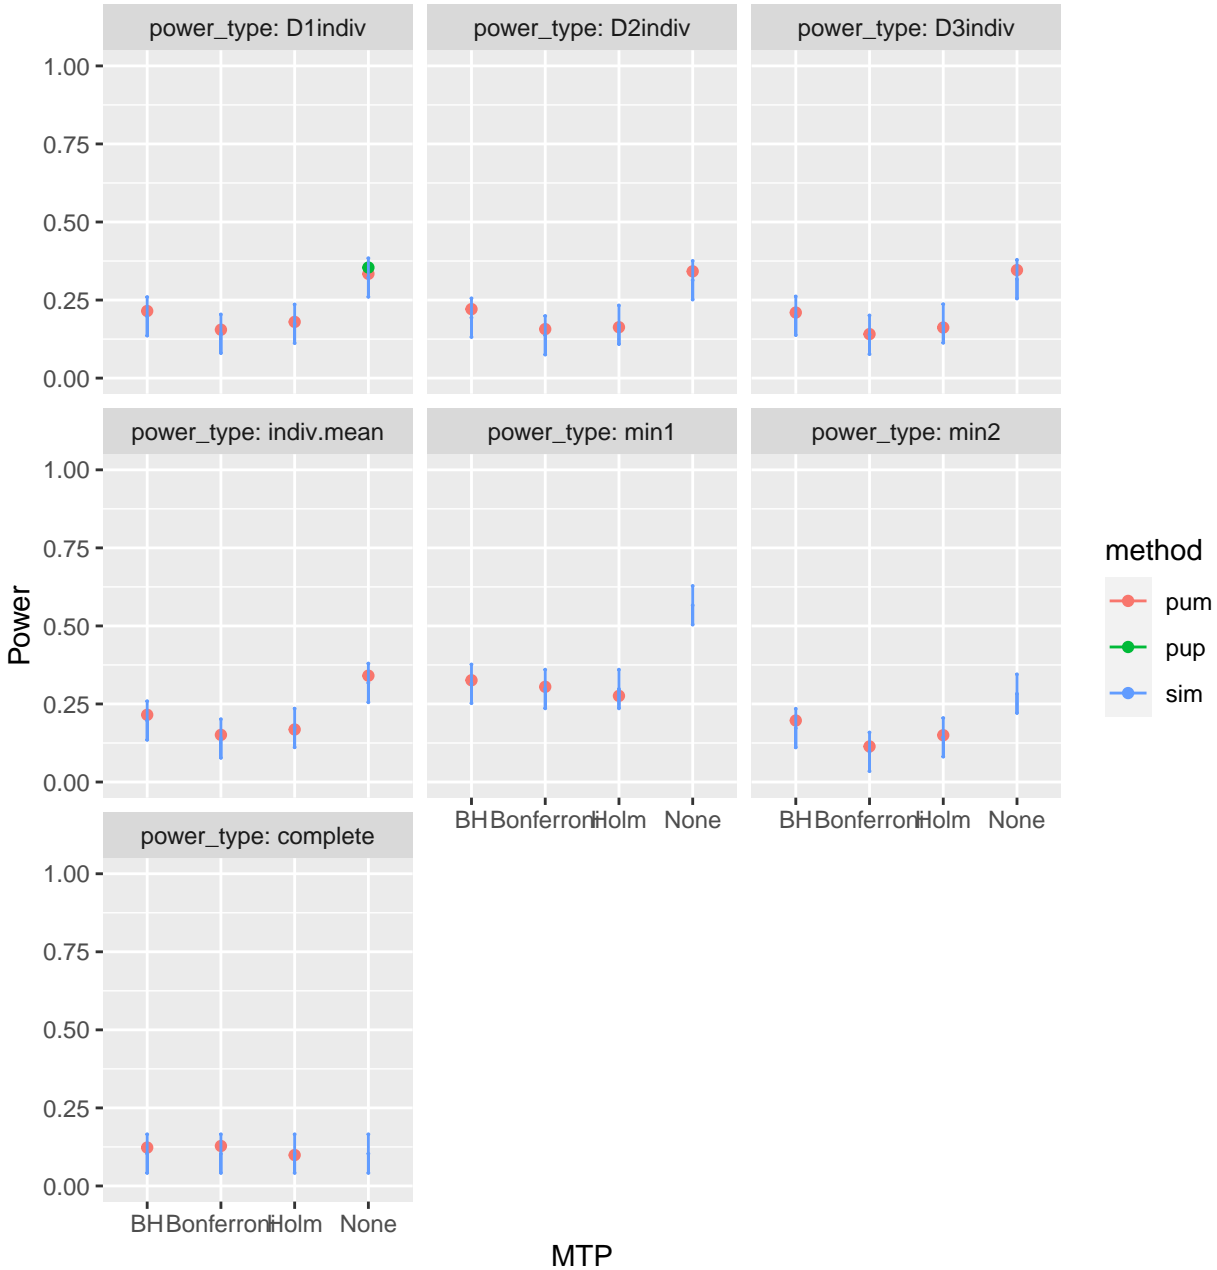 power_type: D1indiv
power_type: D2indiv
power_type: D3indiv
1.00
0.75
0.50
0.25
0.00
power_type: indiv.mean
power_type: min1
power_type: min2
1.00
0.75
0.50
0.25
0.00
BH Bonferroni Holm None
BH Bonferroni Holm None
power_type: complete
1.00
0.75
0.50
0.25
0.00
BH Bonferroni Holm None
MTP
Power
method
pum
pup
sim